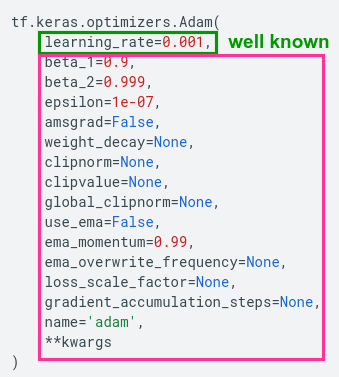 tf.keras.optimizers.Adam(
learning_rate=0.001, well known
beta_1=0.9,
beta_2=0.999,
epsilon=1e-07,
amsgrad=False,
weight_decay=None,
clipnorm=None,
clipvalue=None,
global_clipnorm=None,
use_ema=False,
ema_momentum=0.99,
ema_overwrite_frequency=None,
loss_scale_factor=None,
gradient_accumulation_steps=None,
name='adam',
**kwargs
)